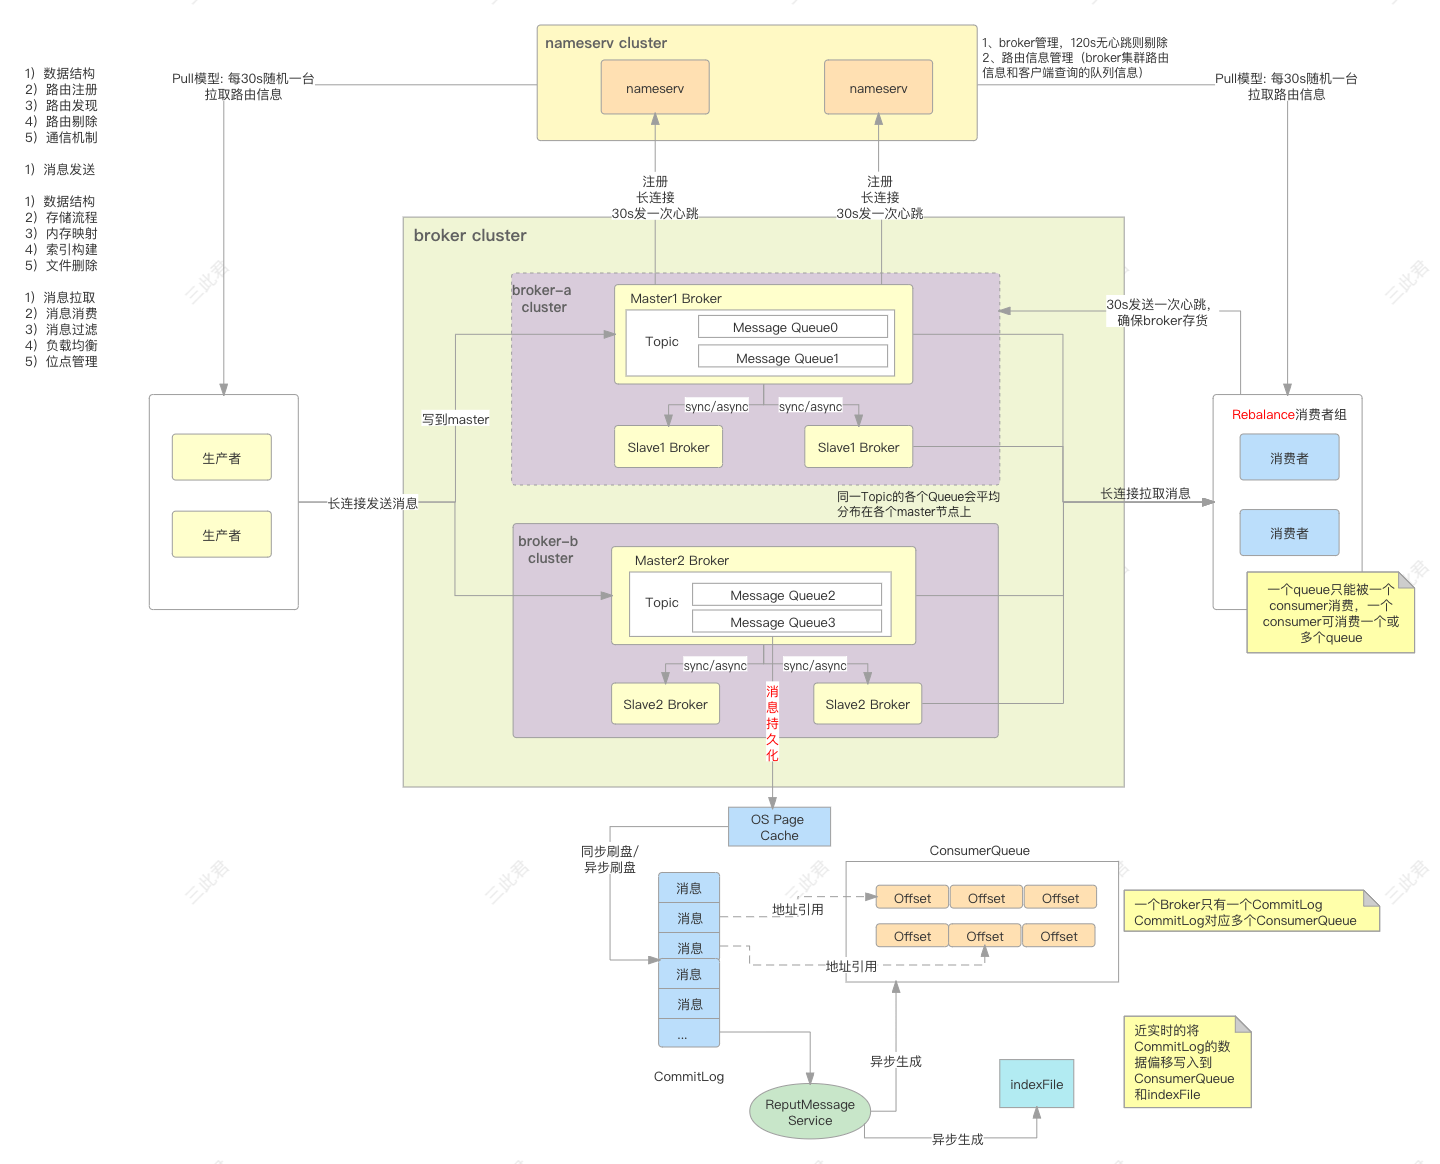 nameserv cluster
nameserv
nameserv
1、broker管理，120s无心跳则剔除
2、路由信息管理（broker集群路由
信息和客户端查询的队列信息）
Pull模型: 每30s随机一台
拉取路由信息
Pull模型: 每30s随机一台
拉取路由信息
1）数据结构
2）路由注册
3）路由发现
4）路由剔除
5）通信机制
1）消息发送
1）数据结构
2）存储流程
3）内存映射
4）索引构建
5）文件删除
1）消息拉取
2）消息消费
3）消息过滤
4）负载均衡
5）位点管理
注册
长连接
30s发一次心跳
注册
长连接
30s发一次心跳
broker cluster
broker-a
cluster
Master1 Broker
Topic
Message Queue0
Message Queue1
sync/async
sync/async
Slave1 Broker
Slave1 Broker
30s发送一次心跳，
确保broker存货
写到master
生产者
生产者
长连接发送消息
同一Topic的各个Queue会平均
分布在各个master节点上
长连接拉取消息
Rebalance消费者组
消费者
消费者
一个queue只能被一个
consumer消费，一个
consumer可消费一个或
多个queue
broker-b
cluster
Master2 Broker
Topic
Message Queue2
Message Queue3
sync/async
sync/async
Slave2 Broker
Slave2 Broker
消
息
持
久
化
OS Page
Cache
同步刷盘/
异步刷盘
消息
消息
消息
消息
消息
...
CommitLog
地址引用
地址引用
ConsumerQueue
Offset
Offset
Offset
Offset
Offset
Offset
一个Broker只有一个CommitLog
CommitLog对应多个ConsumerQueue
近实时的将
CommitLog的数
据偏移写入到
ConsumerQueue
和indexFile
异步生成
indexFile
ReputMessage
Service
异步生成
三此君
三此君
三此君
三此君
三此君
三此君